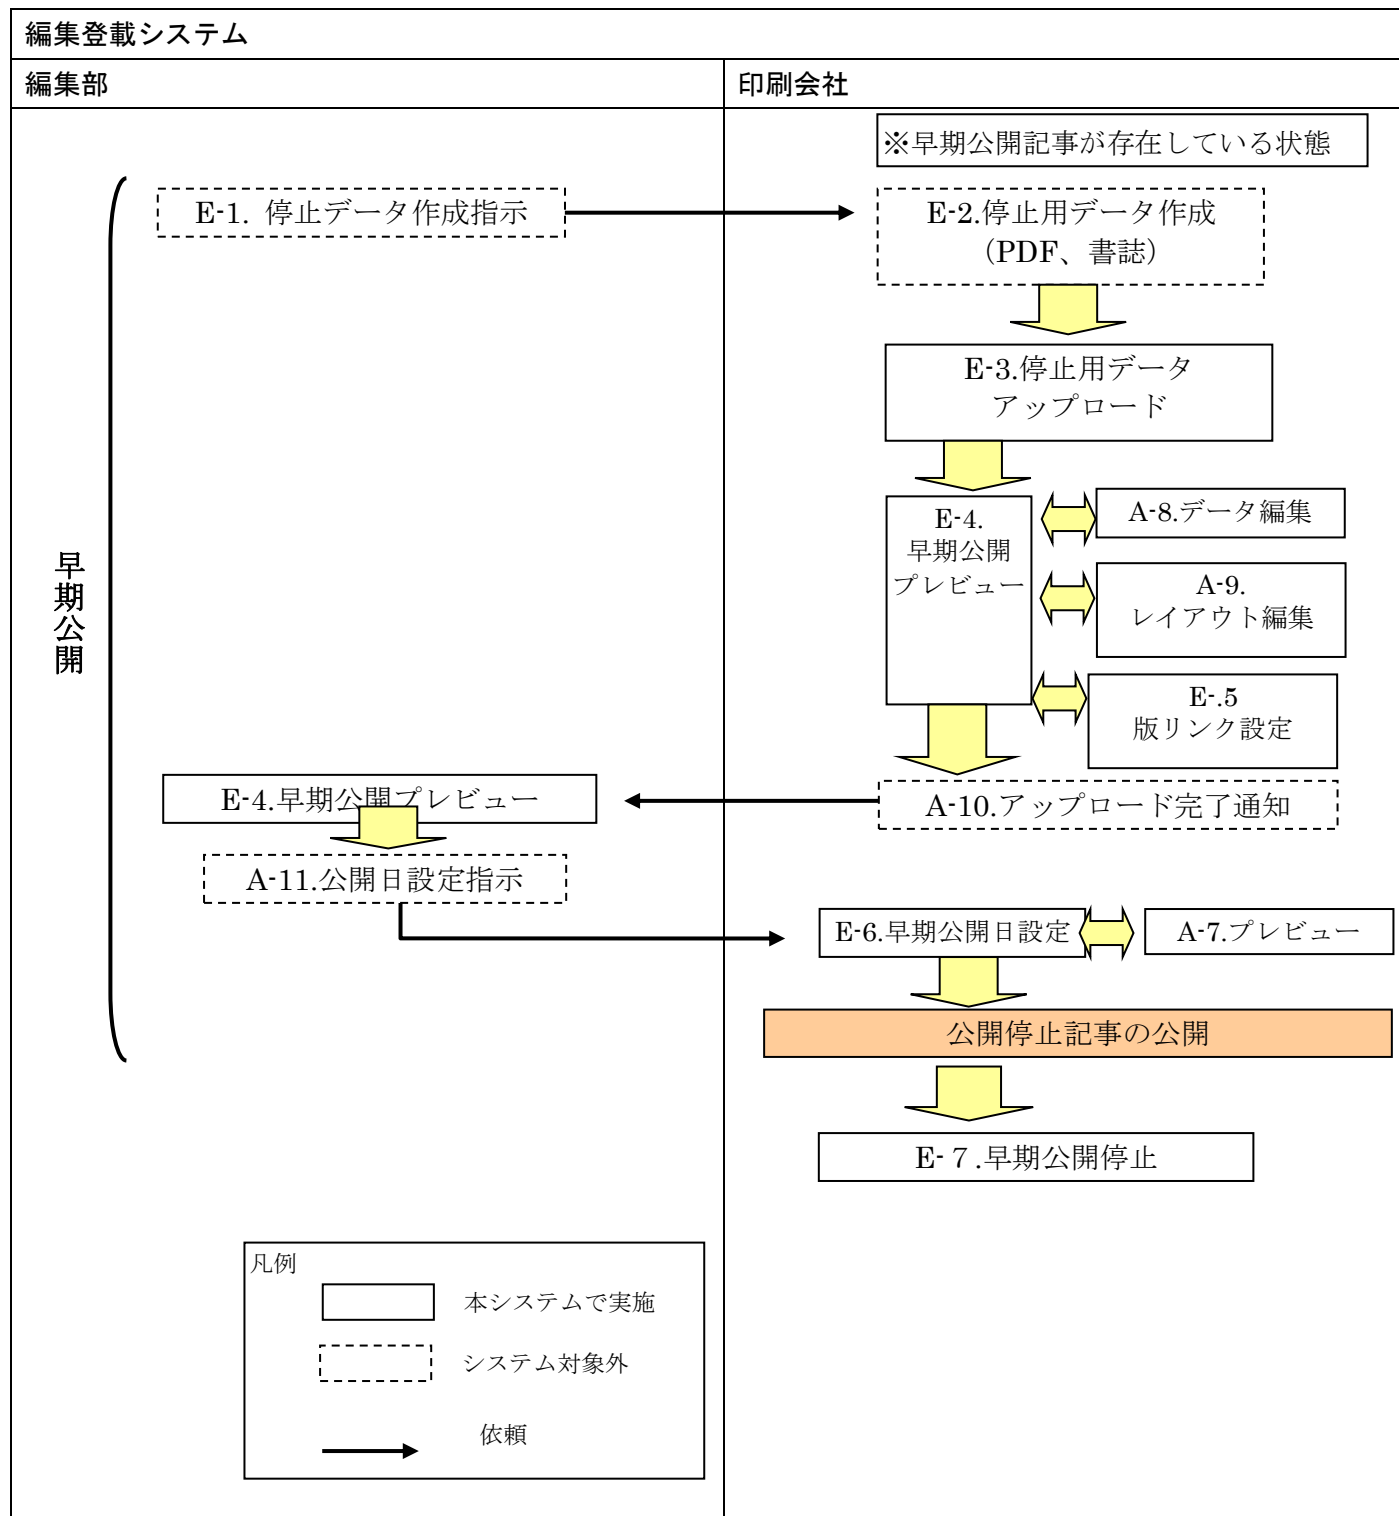 編集登載システム
編集部
印刷会社
※早期公開記事が存在している状態
E-1. 停止データ作成指示
E-2.停止用データ作成
（PDF、書誌）
E-3.停止用データ
アップロード
E-4.
早期公開
プレビュー
A-8.データ編集
A-9.
レイアウト編集
E-.5
版リンク設定
早期公開
E-4.早期公開プレビュー
A-10.アップロード完了通知
A-11.公開日設定指示
E-6.早期公開日設定
A-7.プレビュー
公開停止記事の公開
E-７.早期公開停止
凡例
本システムで実施
システム対象外
依頼